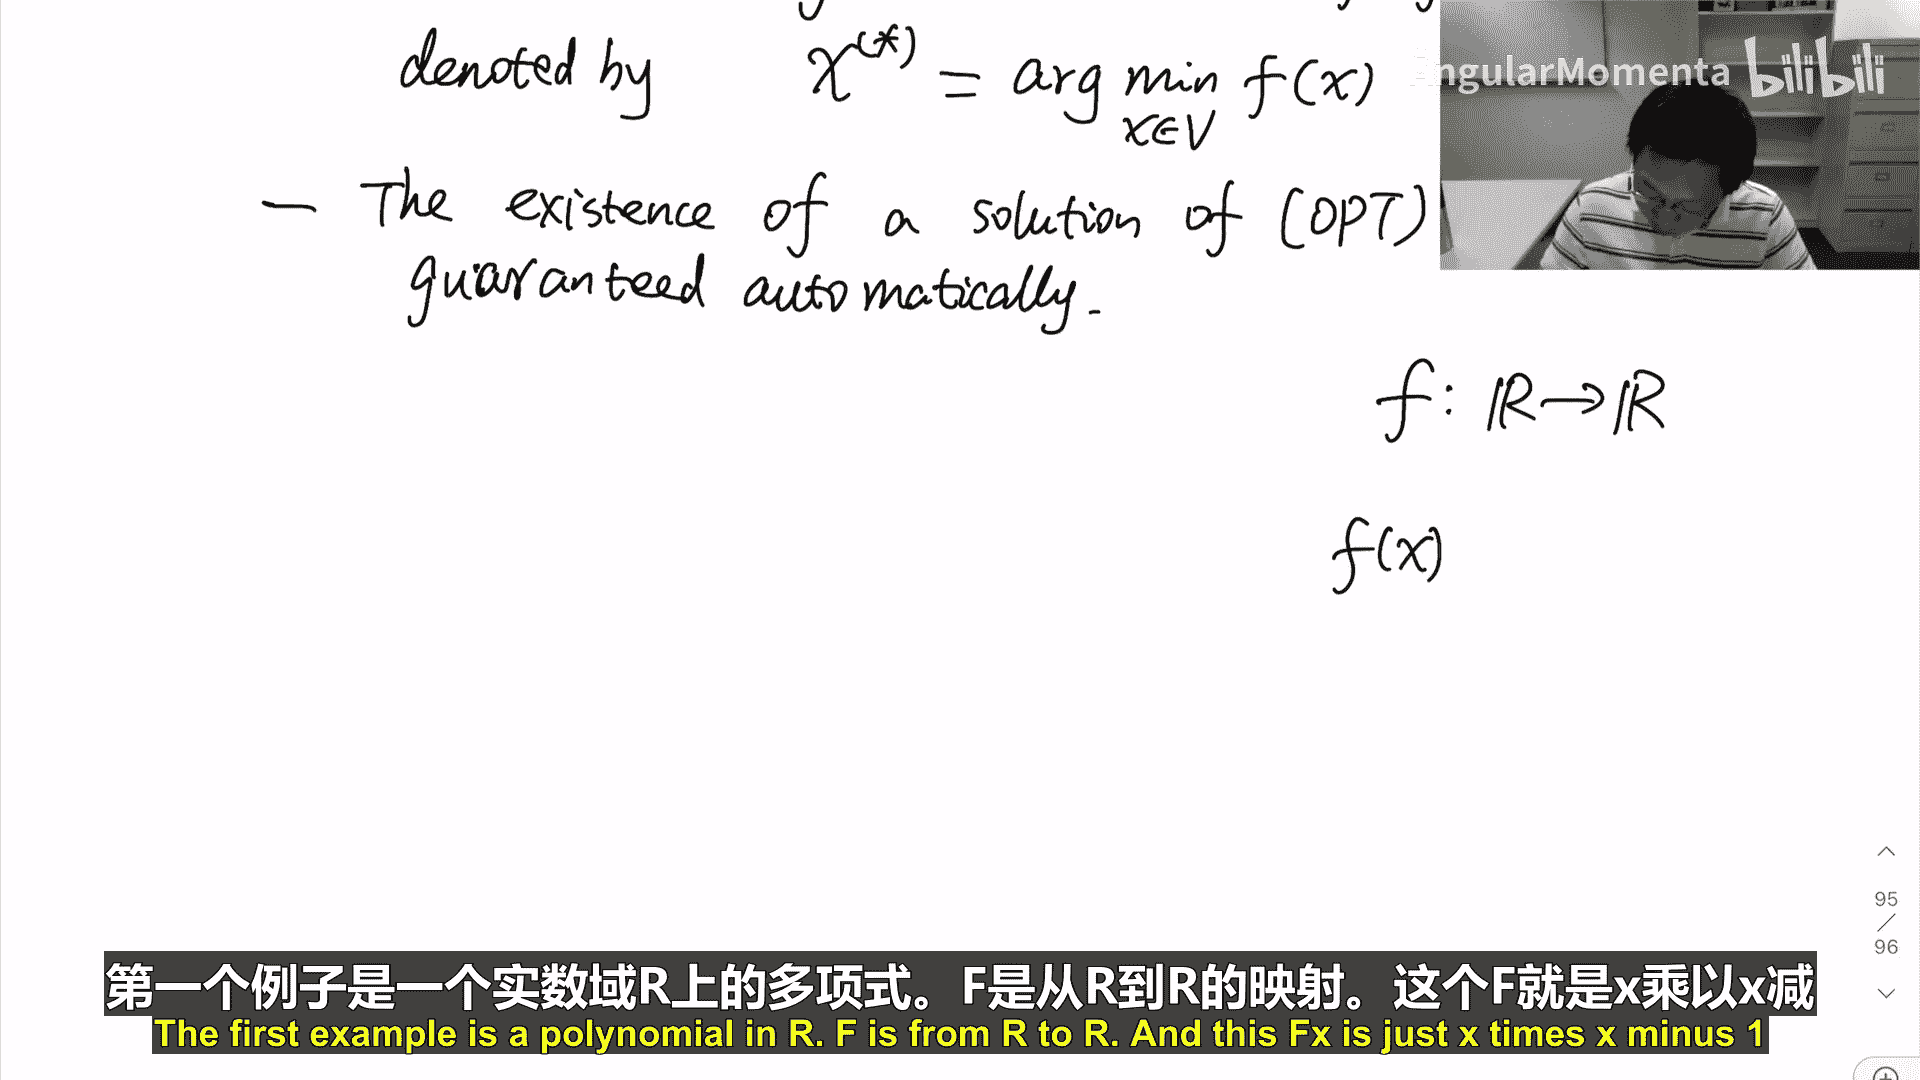 denoted by x^(*) = arg min f(x)
x∈V
— The existence of a solution of (OPT)
guaranteed automatically.
f: ℝ→ℝ
f(x)
ngularMomenta bilibili
95
/
96
第一个例子是一个实数域R上的多项式。F是从R到R的映射。这个F就是x乘以x减
The first example is a polynomial in R. F is from R to R. And this Fx is just x times x minus 1